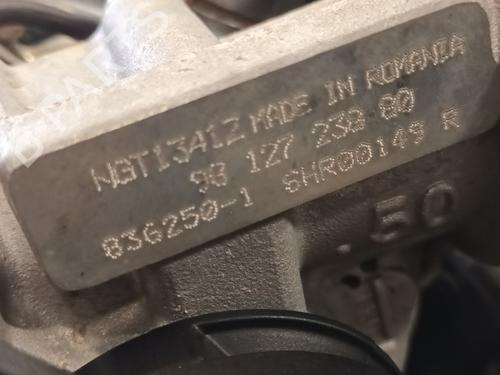 NGT1341Z MADE IN ROMANIA
98 127 238 80
836250-1 SHR00149 R
.50